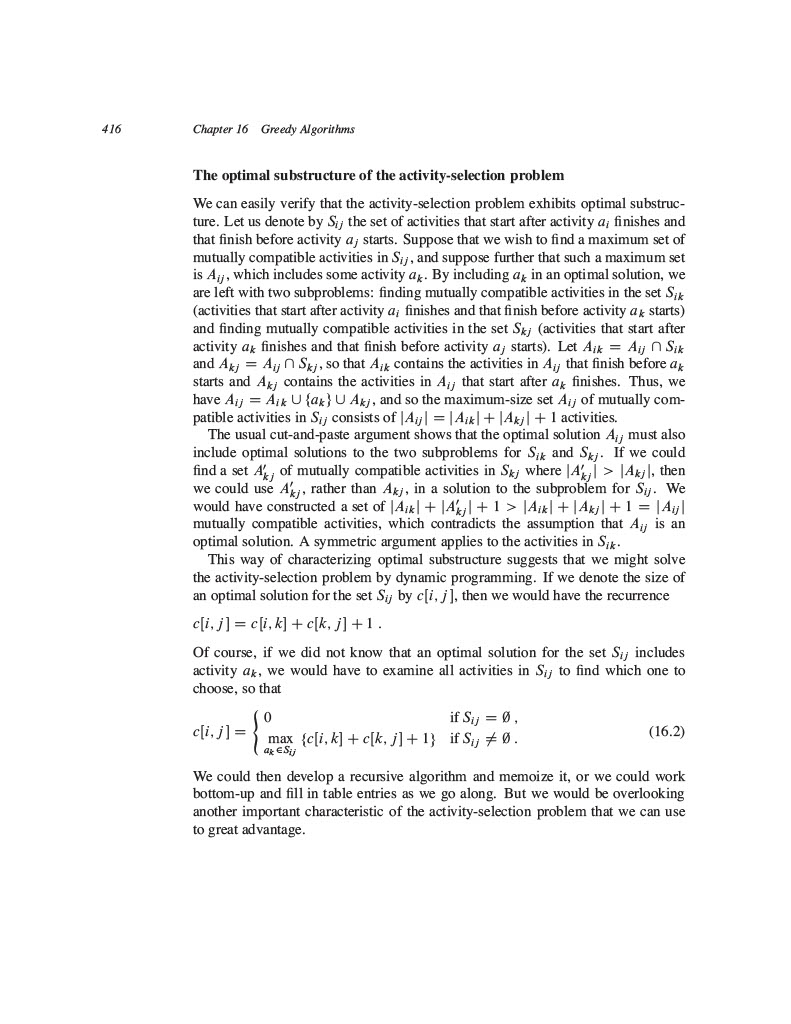 416 Chapter 16 Greedy Algorithms
The optimal substructure of the activity-selection problem
We can easily verify that the activity-selection problem exhibits optimal substruc-
ture. Let us denote by S_{ij} the set of activities that start after activity a_i finishes and
that finish before activity a_j starts. Suppose that we wish to find a maximum set of
mutually compatible activities in S_{ij}, and suppose further that such a maximum set
is A_{ij}, which includes some activity a_k. By including a_k in an optimal solution, we
are left with two subproblems: finding mutually compatible activities in the set S_{ik}
(activities that start after activity a_i finishes and that finish before activity a_k starts)
and finding mutually compatible activities in the set S_{kj} (activities that start after
activity a_k finishes and that finish before activity a_j starts). Let A_{ik} = A_{ij} ∩ S_{ik}
and A_{kj} = A_{ij} ∩ S_{kj}, so that A_{ik} contains the activities in A_{ij} that finish before a_k
starts and A_{kj} contains the activities in A_{ij} that start after a_k finishes. Thus, we
have A_{ij} = A_{ik} ∪ {a_k} ∪ A_{kj}, and so the maximum-size set A_{ij} of mutually com-
patible activities in S_{ij} consists of |A_{ij}| = |A_{ik}| + |A_{kj}| + 1 activities.
The usual cut-and-paste argument shows that the optimal solution A_{ij} must also
include optimal solutions to the two subproblems for S_{ik} and S_{kj}. If we could
find a set A′_{kj} of mutually compatible activities in S_{kj} where |A′_{kj}| > |A_{kj}|, then
we could use A′_{kj}, rather than A_{kj}, in a solution to the subproblem for S_{ij}. We
would have constructed a set of |A_{ik}| + |A′_{kj}| + 1 > |A_{ik}| + |A_{kj}| + 1 = |A_{ij}|
mutually compatible activities, which contradicts the assumption that A_{ij} is an
optimal solution. A symmetric argument applies to the activities in S_{ik}.
This way of characterizing optimal substructure suggests that we might solve
the activity-selection problem by dynamic programming. If we denote the size of
an optimal solution for the set S_{ij} by c[i, j], then we would have the recurrence
c[i, j] = c[i, k] + c[k, j] + 1 .
Of course, if we did not know that an optimal solution for the set S_{ij} includes
activity a_k, we would have to examine all activities in S_{ij} to find which one to
choose, so that
c[i, j] = { 0 if S_{ij} = ∅ ,
max_{a_k ∈ S_{ij}} {c[i, k] + c[k, j] + 1} if S_{ij} ≠ ∅ . (16.2)
We could then develop a recursive algorithm and memoize it, or we could work
bottom-up and fill in table entries as we go along. But we would be overlooking
another important characteristic of the activity-selection problem that we can use
to great advantage.